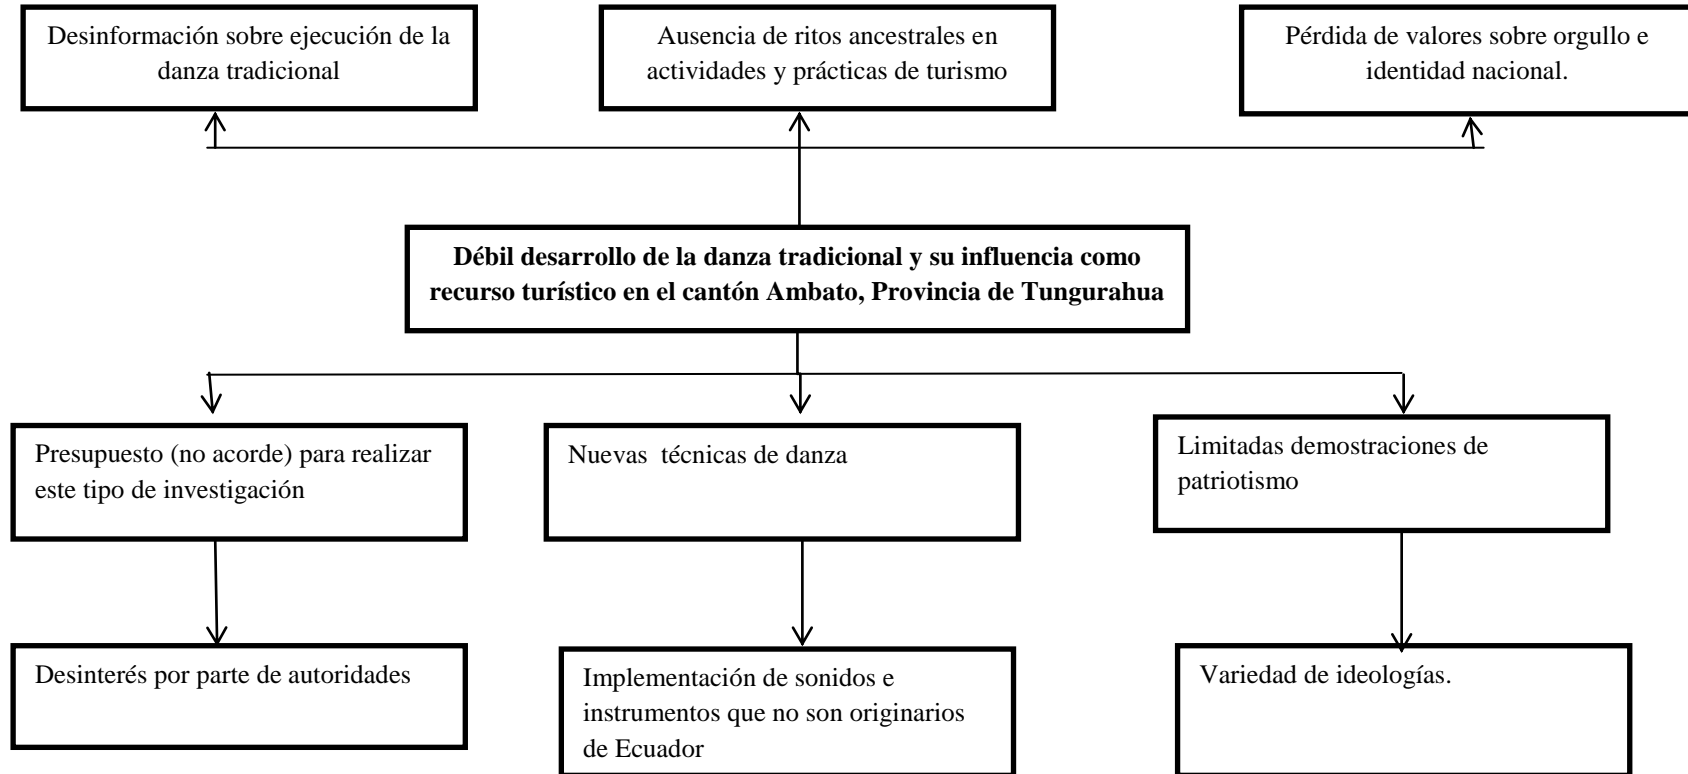 Desinformación sobre ejecución de la
danza tradicional
Ausencia de ritos ancestrales en
actividades y prácticas de turismo
Pérdida de valores sobre orgullo e
identidad nacional.
Débil desarrollo de la danza tradicional y su influencia como
recurso turístico en el cantón Ambato, Provincia de Tungurahua
Presupuesto (no acorde) para realizar
este tipo de investigación
Nuevas  técnicas de danza
Limitadas demostraciones de
patriotismo
Desinterés por parte de autoridades
Implementación de sonidos e
instrumentos que no son originarios
de Ecuador
Variedad de ideologías.